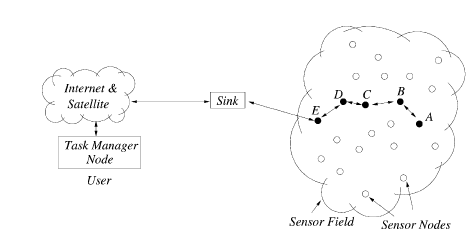 Internet &
Satellite
Sink
Task Manager
Node
User
A
B
C
D
E
Sensor Field
Sensor Nodes